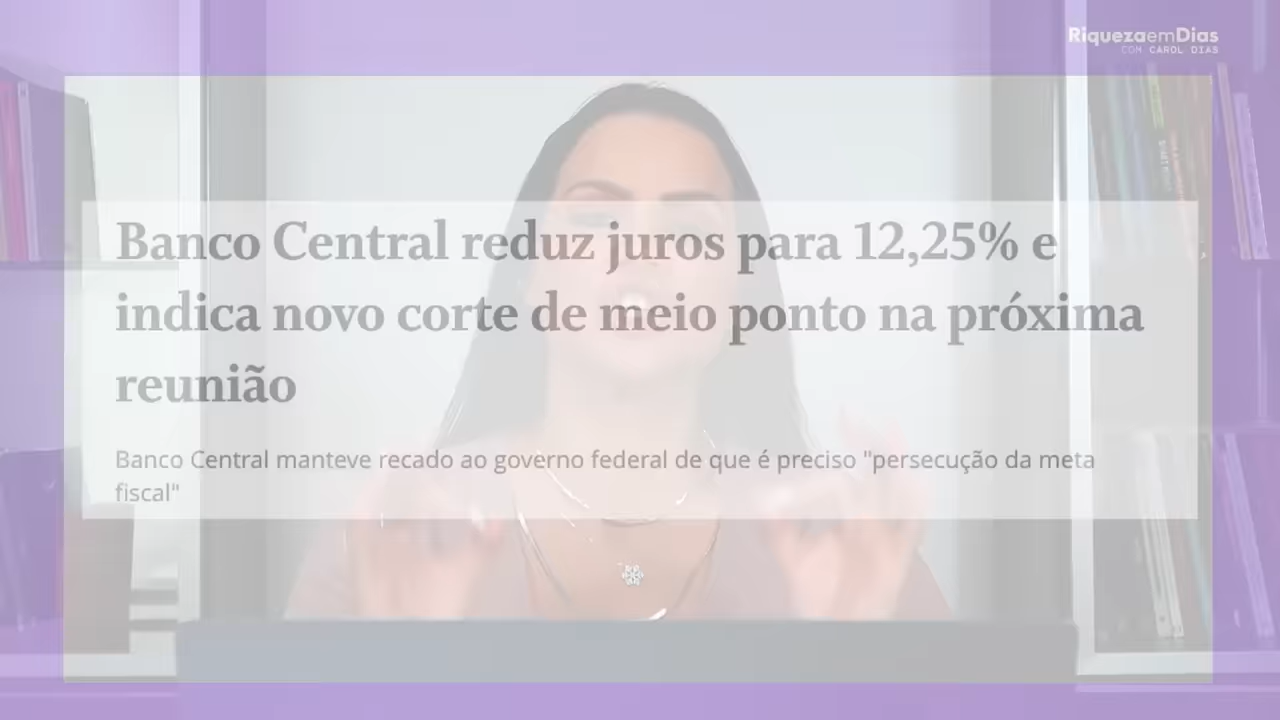 RiquezaemDias
COM CAROL DIAS
Banco Central reduz juros para 12,25% e
indica novo corte de meio ponto na próxima
reunião
Banco Central manteve recado ao governo federal de que é preciso "persecução da meta
fiscal"